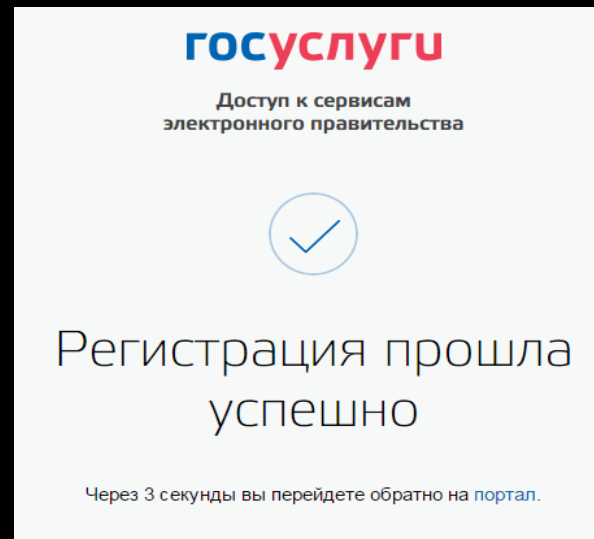 госуслуги
Доступ к сервисам
электронного правительства
Регистрация прошла
успешно
Через 3 секунды вы перейдете обратно на портал.